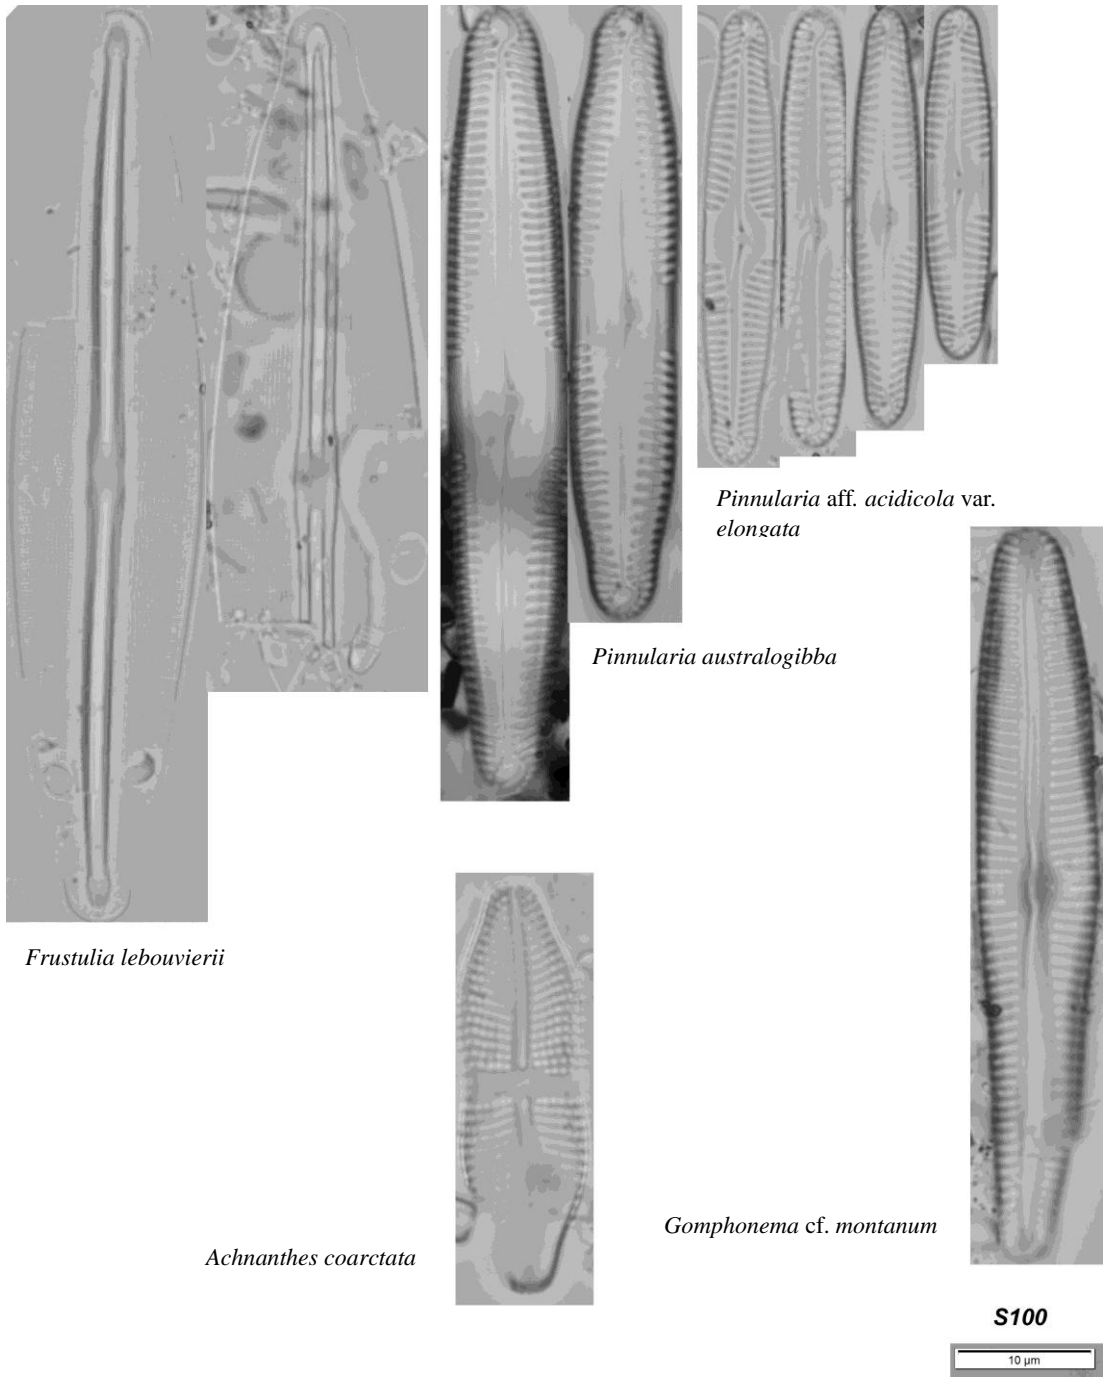 Pinnularia aff. acidicola var.
elongata
Pinnularia australogibba
Frustulia lebouvierii
Gomphonema cf. montanum
Achnanthes coarctata
S100
10 µm